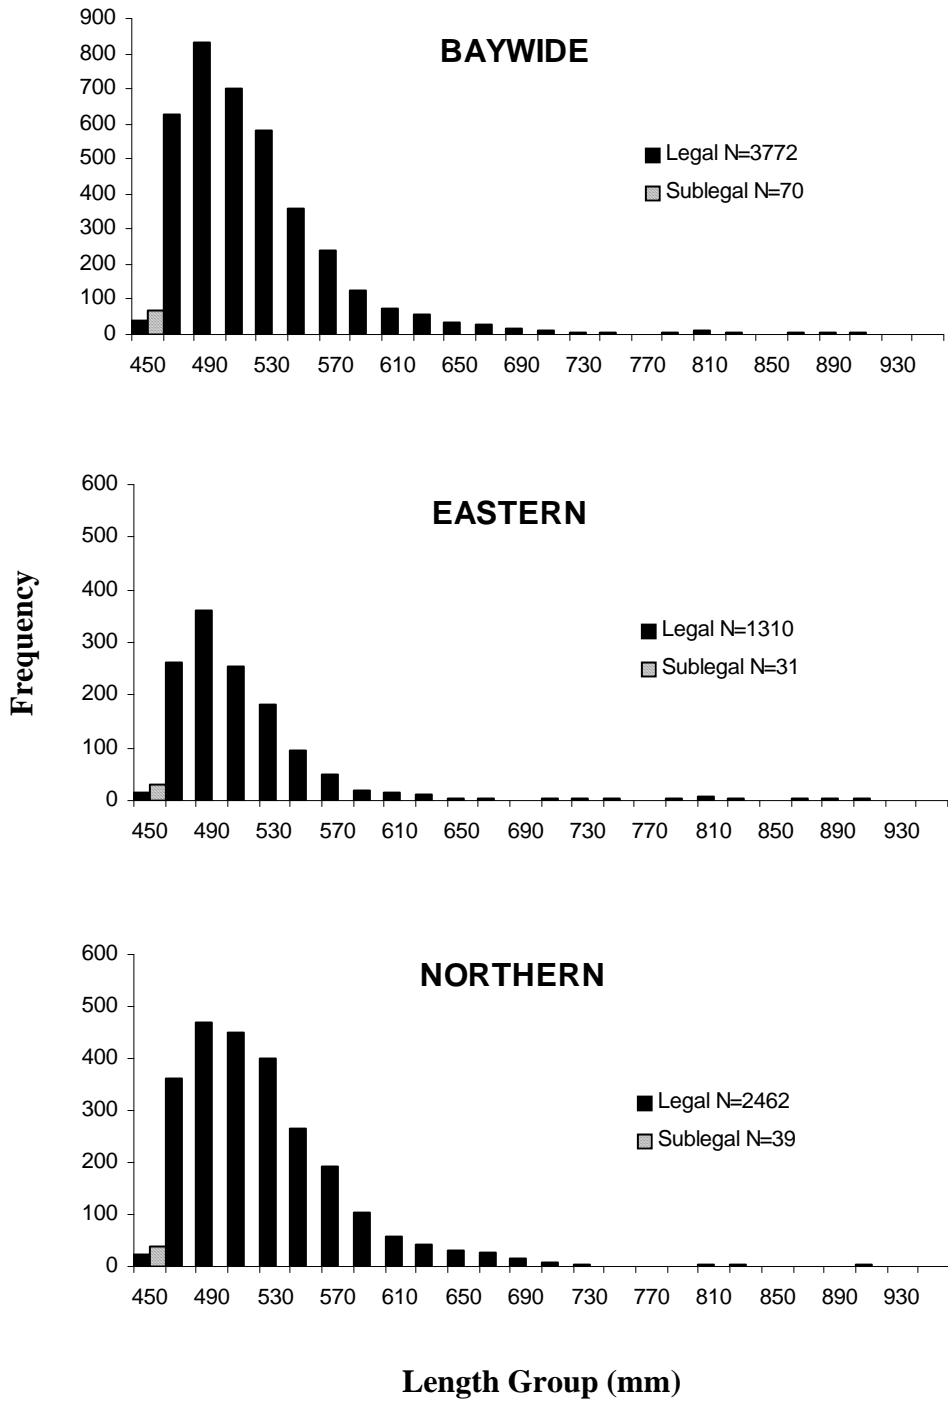 BAYWIDE
900
800
700
600
500
400
300
200
100
0
Legal N=3772
Sublegal N=70
450 490 530 570 610 650 690 730 770 810 850 890 930
EASTERN
600
500
400
300
200
100
0
Legal N=1310
Sublegal N=31
450 490 530 570 610 650 690 730 770 810 850 890 930
Frequency
NORTHERN
600
500
400
300
200
100
0
Legal N=2462
Sublegal N=39
450 490 530 570 610 650 690 730 770 810 850 890 930
Length Group (mm)